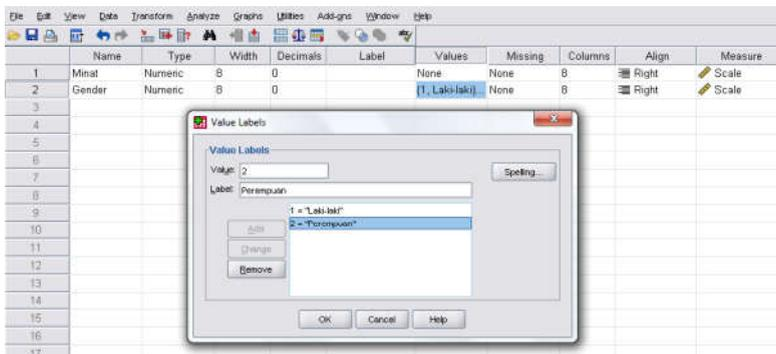 File Edit View Data Transform Analyze Graphs Utilities Add-ons Window Help
Name Type Width Decimals Label Values Missing Columns Align Measure
1 Minat Numeric 8 0 None None 8 Right Scale
2 Gender Numeric 8 0 {1, Laki-laki}... None 8 Right Scale
3
4
5
6
7
8
9
10
11
12
13
14
15
16
17
Value Labels
Value Labels
Value: 2
Spelling...
Label: Perempuan
1 = "Laki-laki"
2 = "Perempuan"
Add
Change
Remove
OK Cancel Help